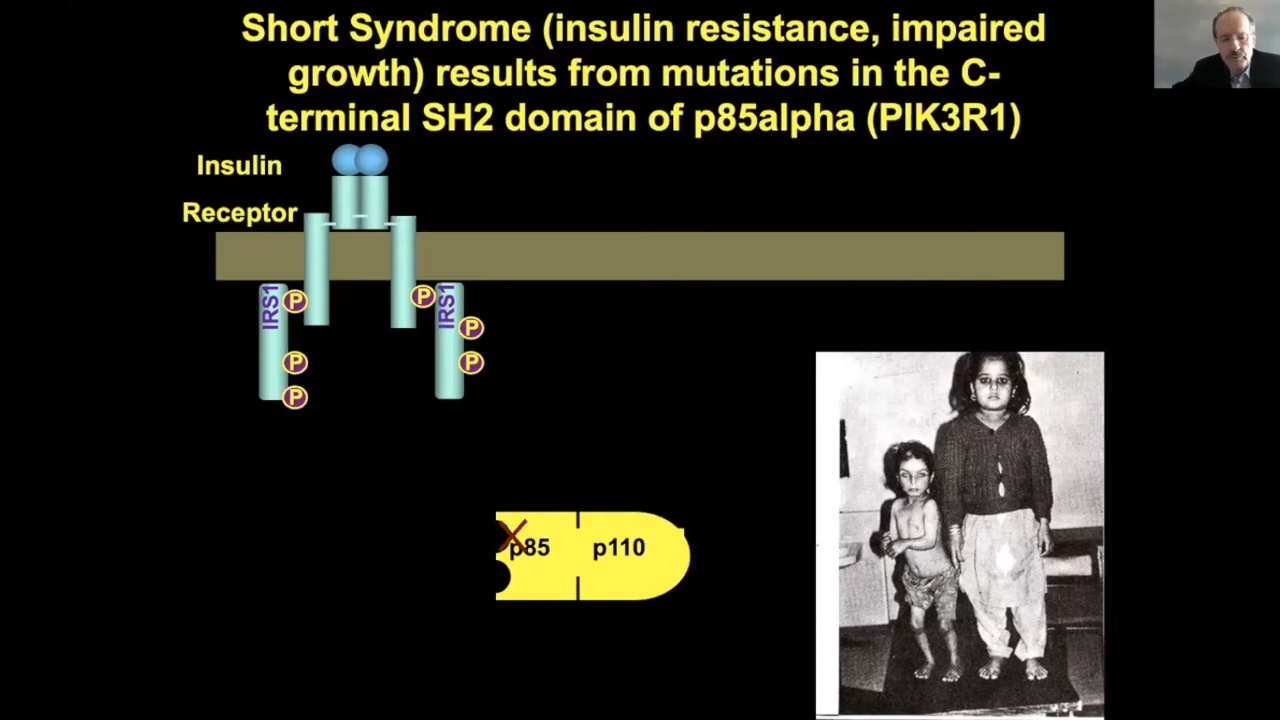 Short Syndrome (insulin resistance, impaired
growth) results from mutations in the C-
terminal SH2 domain of p85alpha (PIK3R1)
Insulin
Receptor
IRS1
P
P
IRS1
P
P
P
P
p85
p110